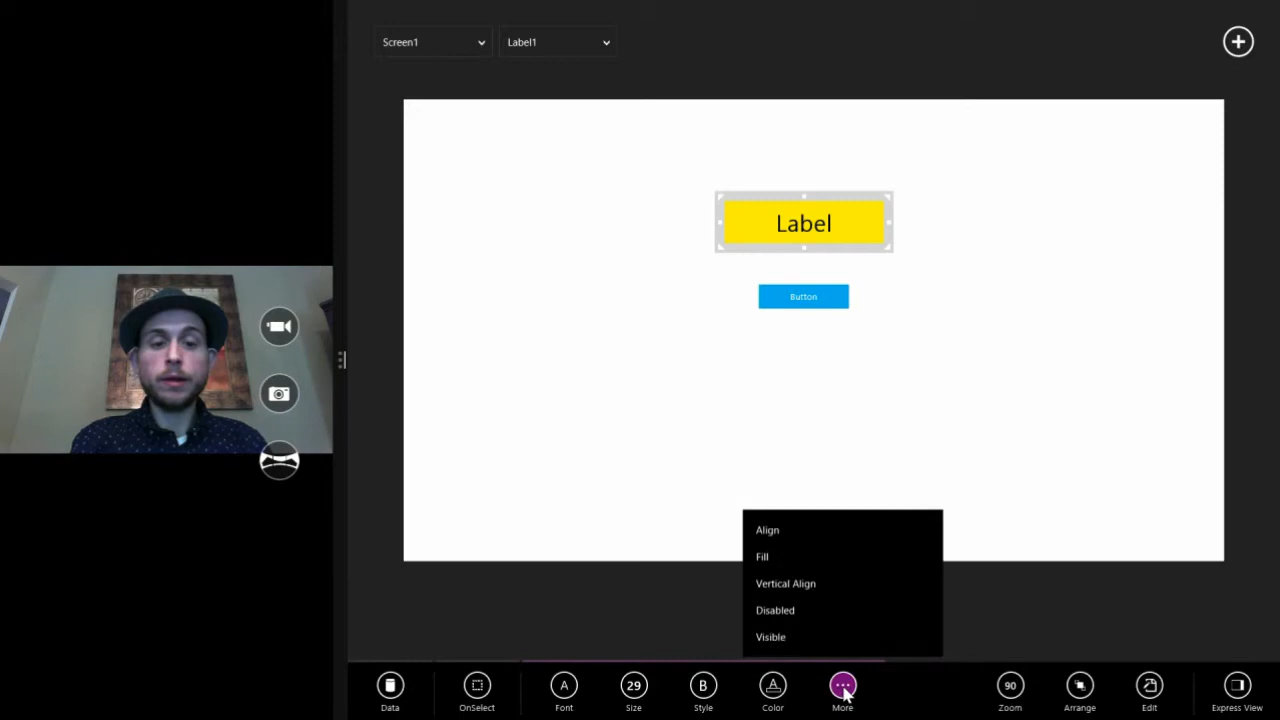 Screen1
Label1
Label
Button
Align
Fill
Vertical Align
Disabled
Visible
A
29
B
A
90
Data
OnSelect
Font
Size
Style
Color
More
Zoom
Arrange
Edit
Express View